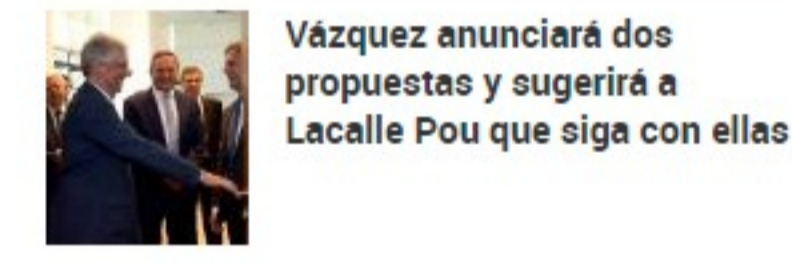 Vázquez anunciará dos
propuestas y sugerirá a
Lacalle Pou que siga con ellas